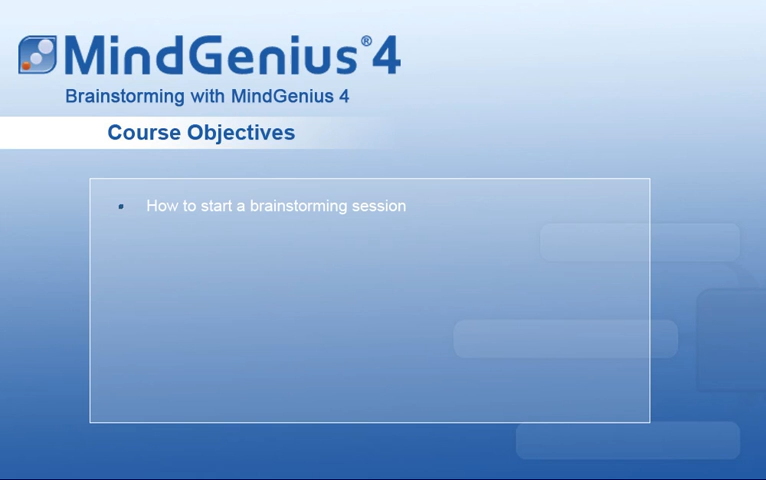 MindGenius®4
Brainstorming with MindGenius 4
Course Objectives
• How to start a brainstorming session